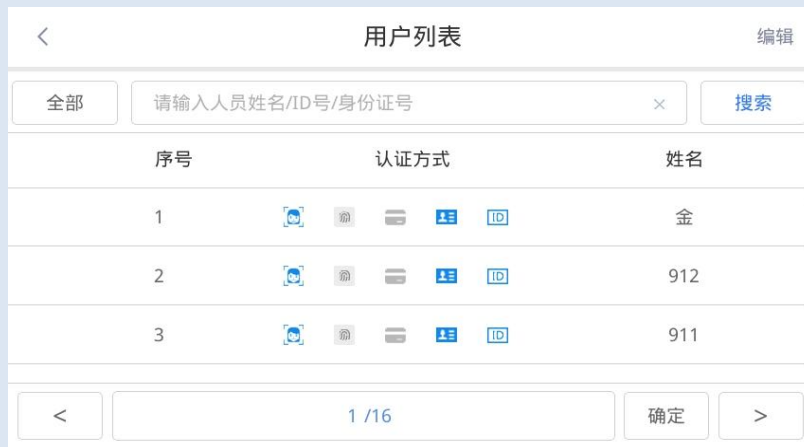 用户列表 编辑
全部 请输入人员姓名/ID号/身份证号 × 搜索
序号 认证方式 姓名
1 ID 金
2 ID 912
3 ID 911
< 1 /16 确定 >